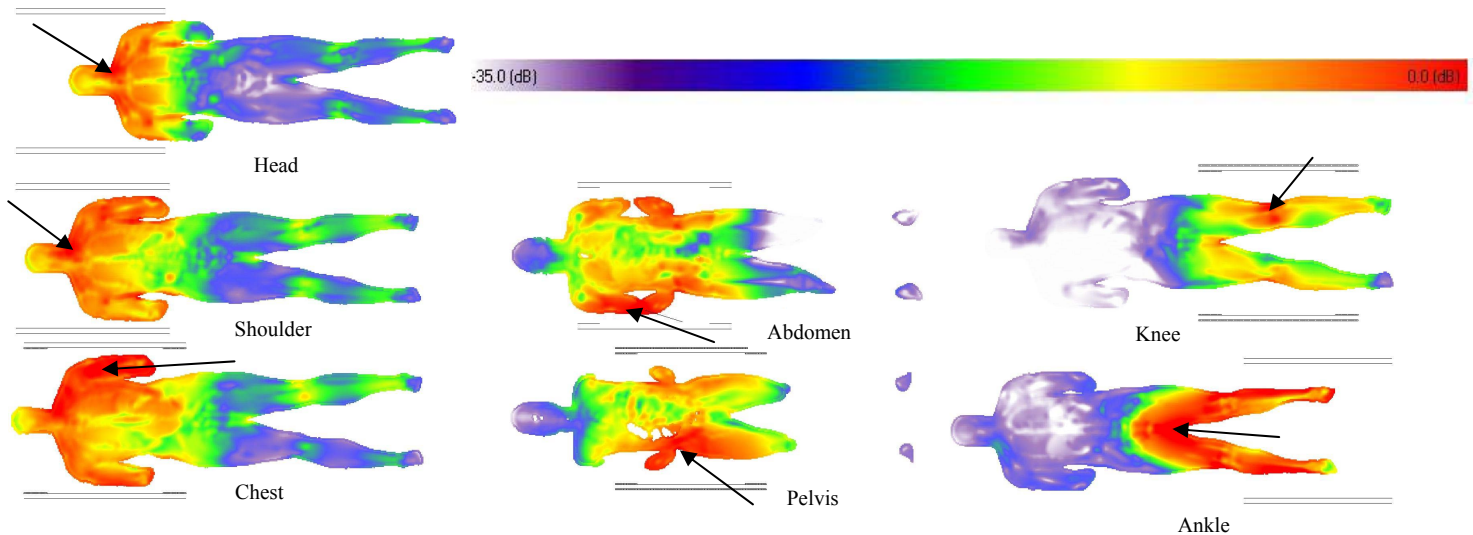 -35.0 (dB)
0.0 (dB)
Head
Shoulder
Abdomen
Knee
Chest
Pelvis
Ankle